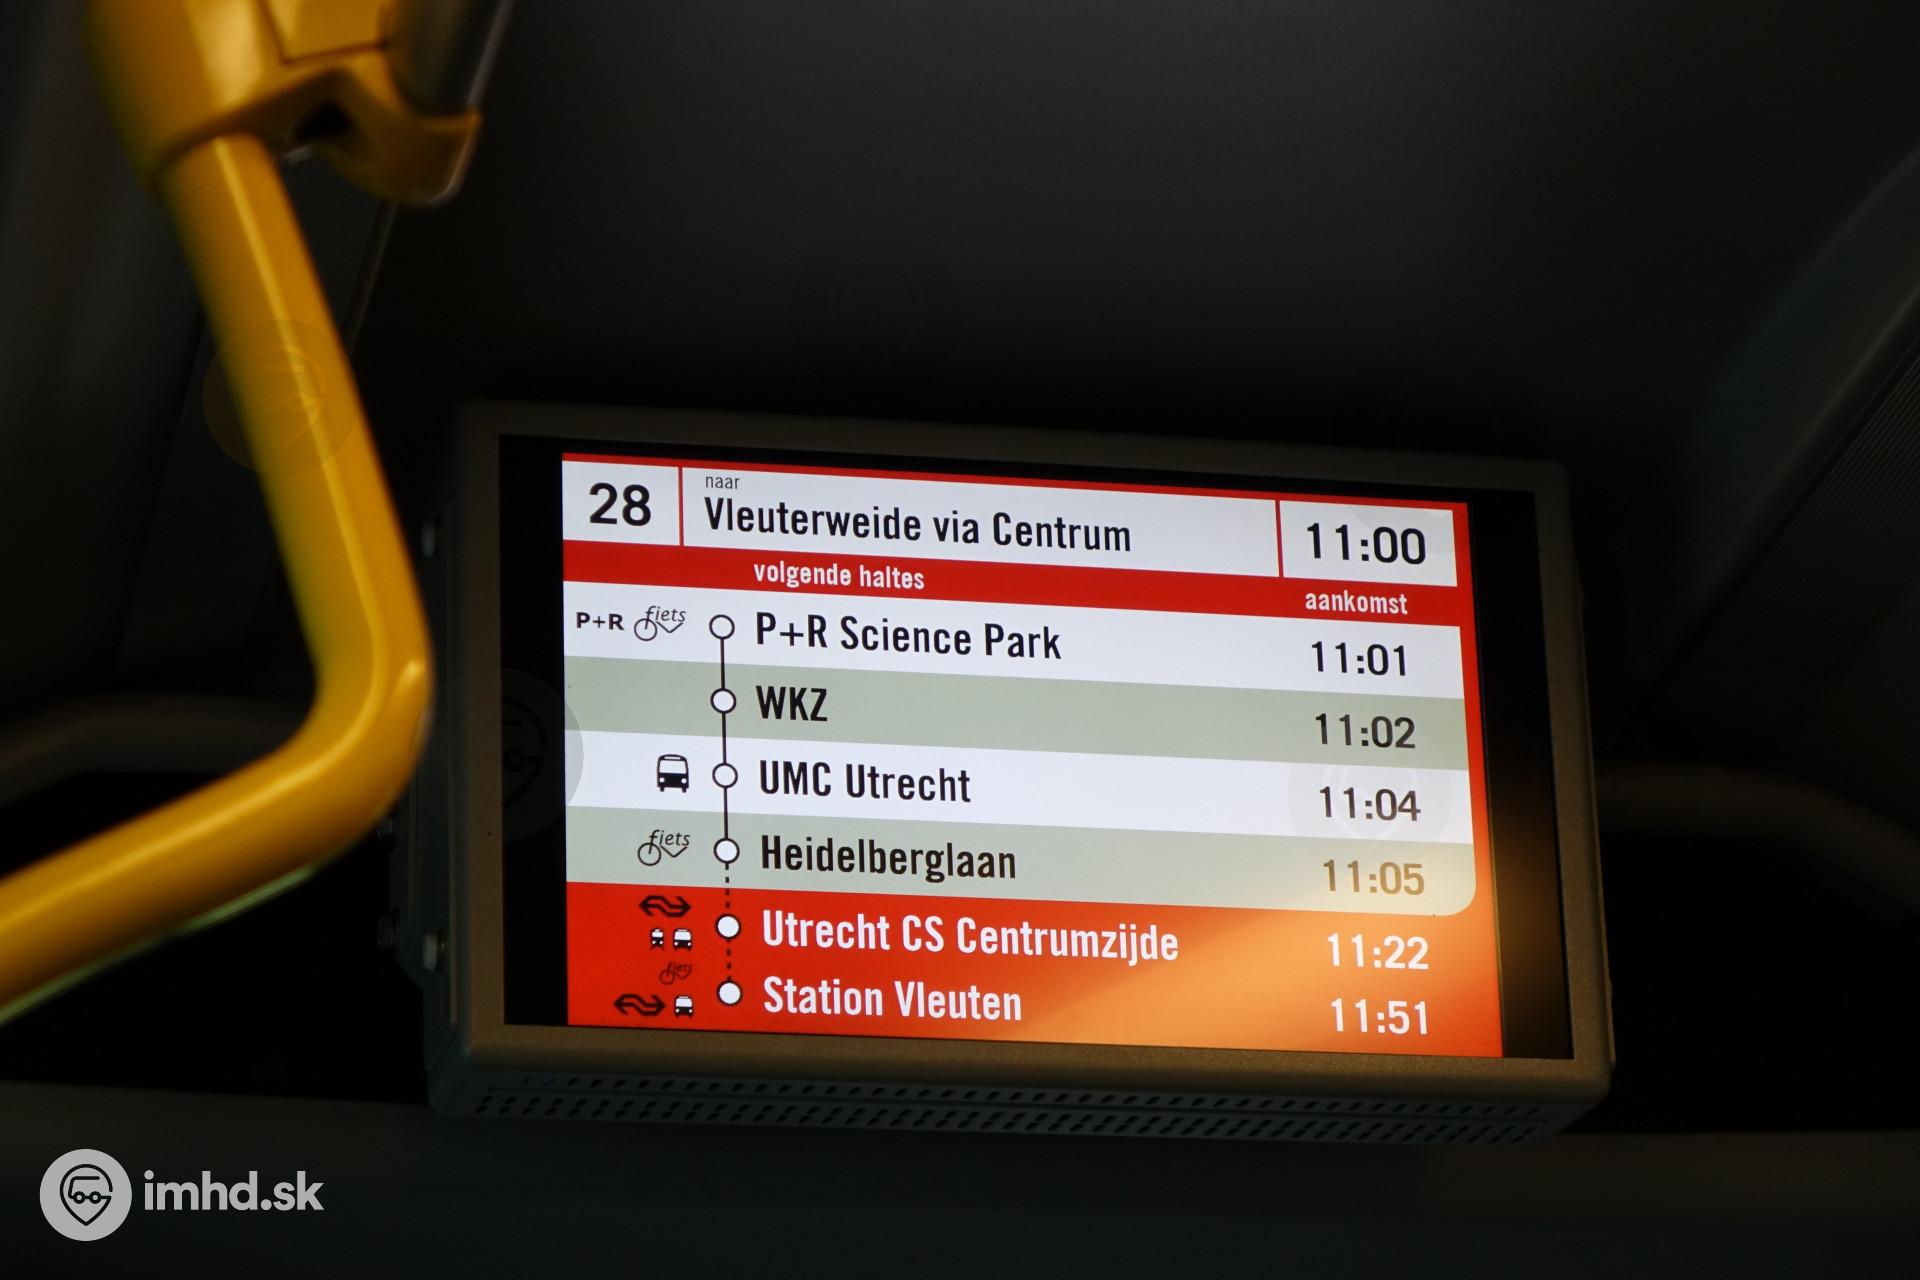 naar
28 Vleuterweide via Centrum 11:00
volgende haltes aankomst
P+R fiets P+R Science Park 11:01
WKZ 11:02
UMC Utrecht 11:04
fiets Heidelberglaan 11:05
Utrecht CS Centrumzijde 11:22
fiets
Station Vleuten 11:51
imhd.sk